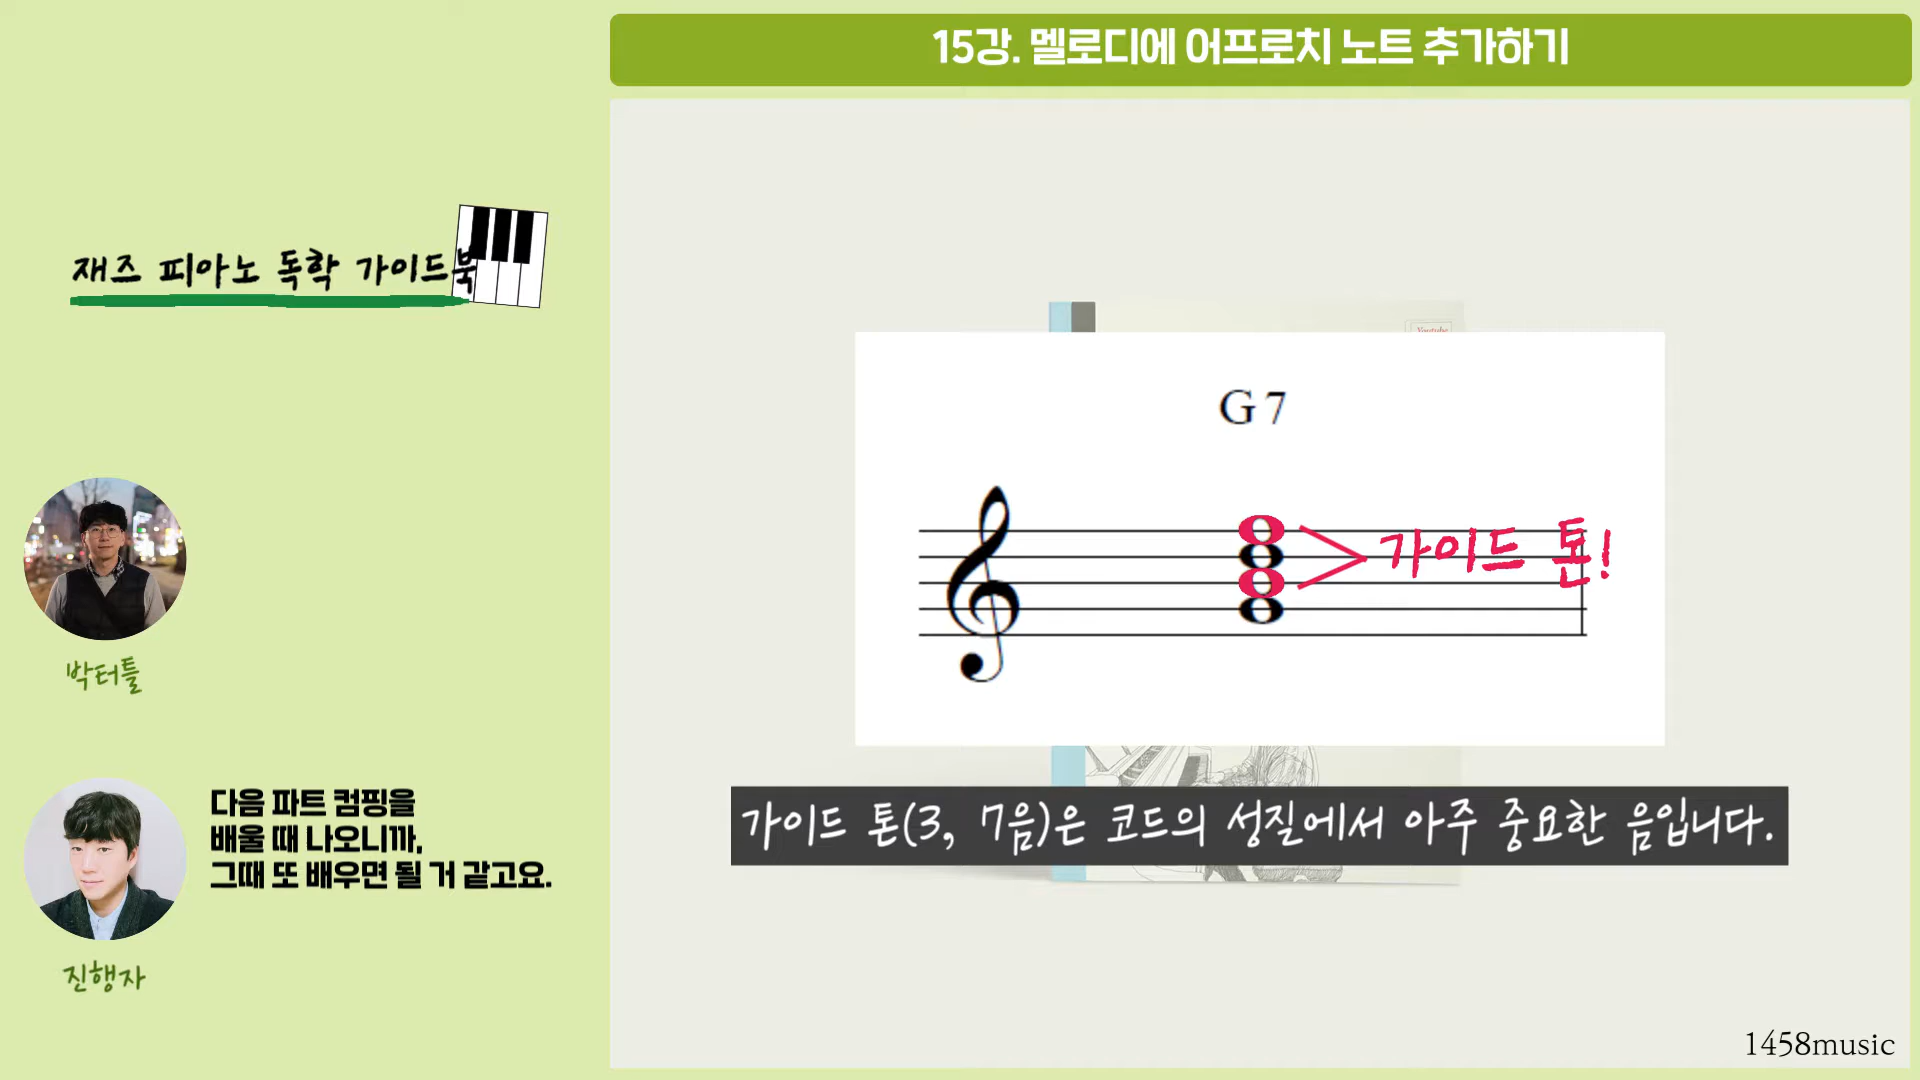 15강. 멜로디에 어프로치 노트 추가하기
재즈 피아노 독학 가이드북
Youtube
G7
가이드 톤!
박터틀
다음 파트 컴핑을
배울 때 나오니까,
그때 또 배우면 될 거 같고요.
가이드 톤(3, 7음)은 코드의 성질에서 아주 중요한 음입니다.
진행자
1458music